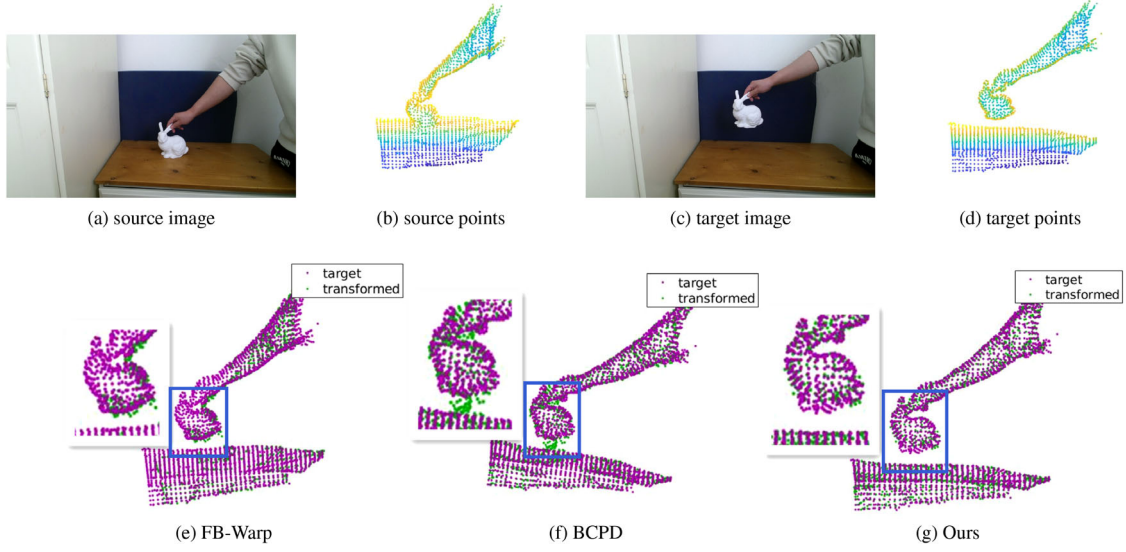 (a) source image
(b) source points
(c) target image
(d) target points
target
transformed
target
transformed
target
transformed
(e) FB-Warp
(f) BCPD
(g) Ours